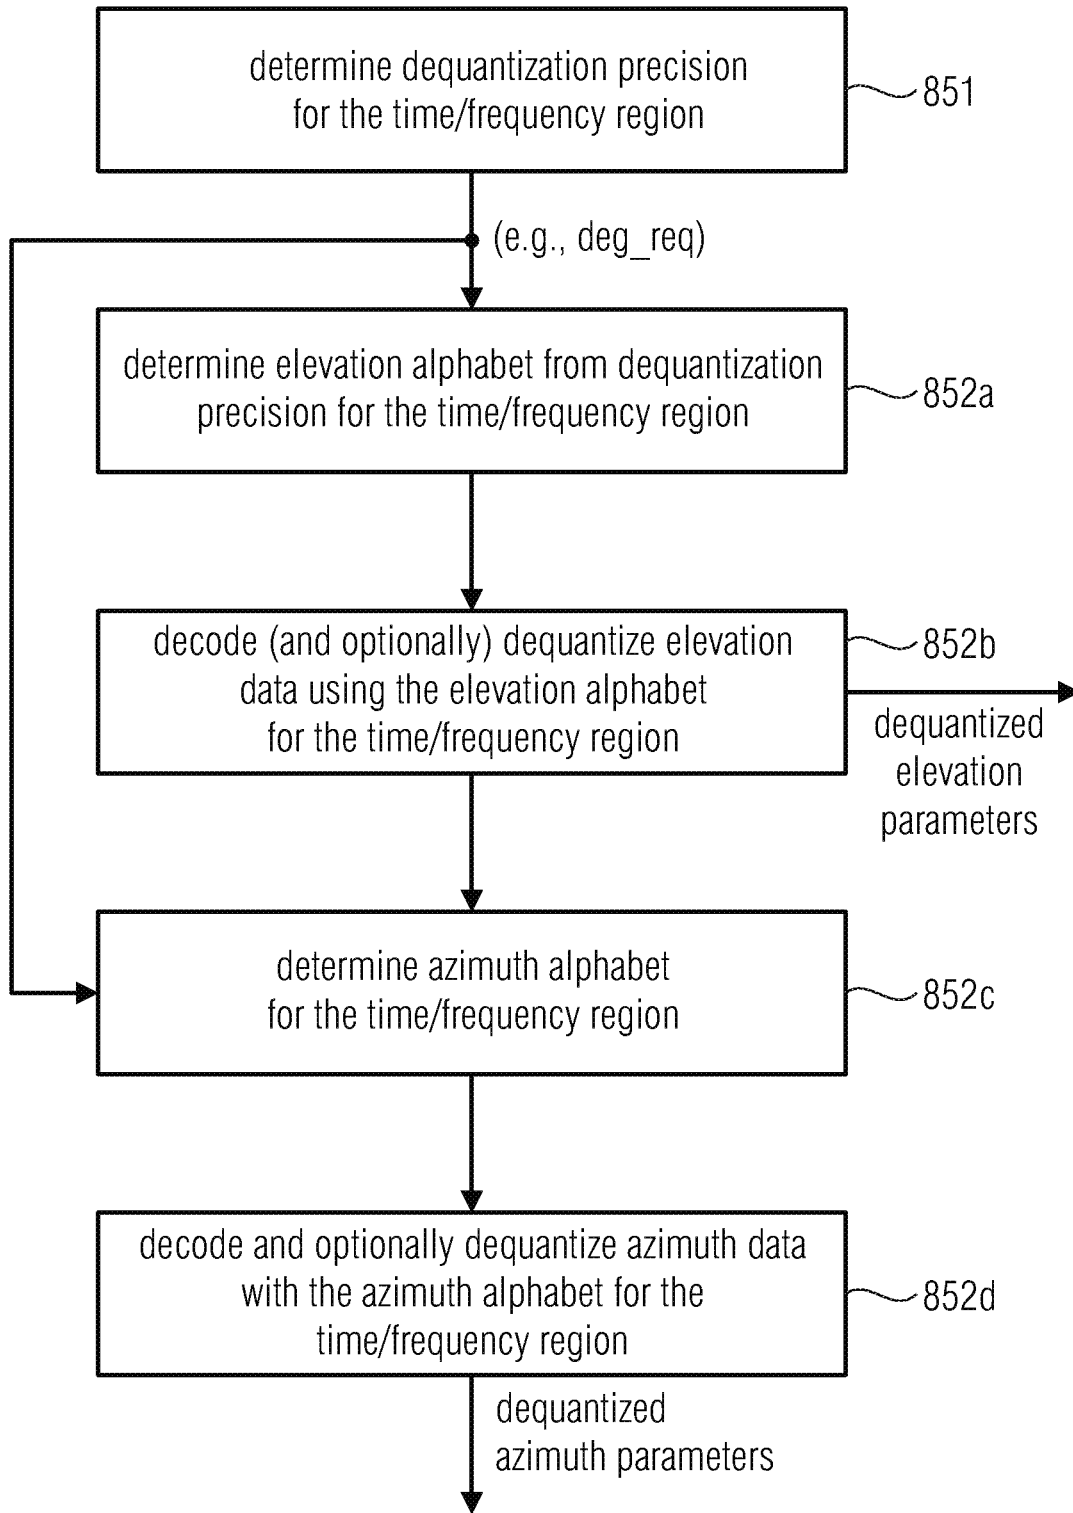 determine dequantization precision
for the time/frequency region
851
(e.g., deg_req)
determine elevation alphabet from dequantization
precision for the time/frequency region
852a
decode (and optionally) dequantize elevation
data using the elevation alphabet
for the time/frequency region
852b
dequantized
elevation
parameters
determine azimuth alphabet
for the time/frequency region
852c
decode and optionally dequantize azimuth data
with the azimuth alphabet for the
time/frequency region
852d
dequantized
azimuth parameters